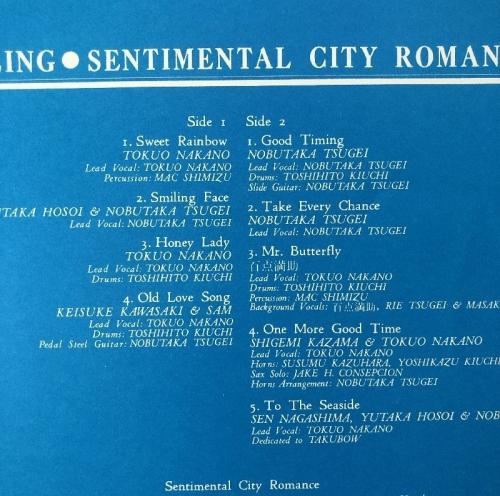 LING ● SENTIMENTAL CITY ROMAN
Side 1
1. Sweet Rainbow
TOKUO NAKANO
Lead Vocal: TOKUO NAKANO
Percussion: MAC SHIMIZU
2. Smiling Face
UTAKA HOSOI & NOBUTAKA TSUGEI
Lead Vocal: NOBUTAKA TSUGEI
3. Honey Lady
TOKUO NAKANO
Lead Vocal: TOKUO NAKANO
Drums: TOSHIHITO KIUCHI
4. Old Love Song
KEISUKE KAWASAKI & SAM
Lead Vocal: TOKUO NAKANO
Drums: TOSHIHITO KIUCHI
Pedal Steel Guitar: NOBUTAKA TSUGEI
Side 2
1. Good Timing
NOBUTAKA TSUGEI
Lead Vocal: NOBUTAKA TSUGEI
Drums: TOSHIHITO KIUCHI
Slide Guitar: NOBUTAKA TSUGEI
2. Take Every Chance
NOBUTAKA TSUGEI
Lead Vocal: NOBUTAKA TSUGEI
3. Mr. Butterfly
百点満助
Lead Vocal: TOKUO NAKANO
Drums: TOSHIHITO KIUCHI
Percussion: MAC SHIMIZU
Background Vocals: 百点満助, RIE TSUGEI & MASAK
4. One More Good Time
SHIGEMI KAZAMA & TOKUO NAKANO
Lead Vocal: TOKUO NAKANO
Horns: SUSUMU KAZUHARA, YOSHIKAZU KIUCHI
Sax Solo: JAKE H. CONSEPCION
Horns Arrangement: NOBUTAKA TSUGEI
5. To The Seaside
SEN NAGASHIMA, YUTAKA HOSOI & NOB
Lead Vocal: TOKUO NAKANO
Dedicated to TAKUBOW
Sentimental City Romance